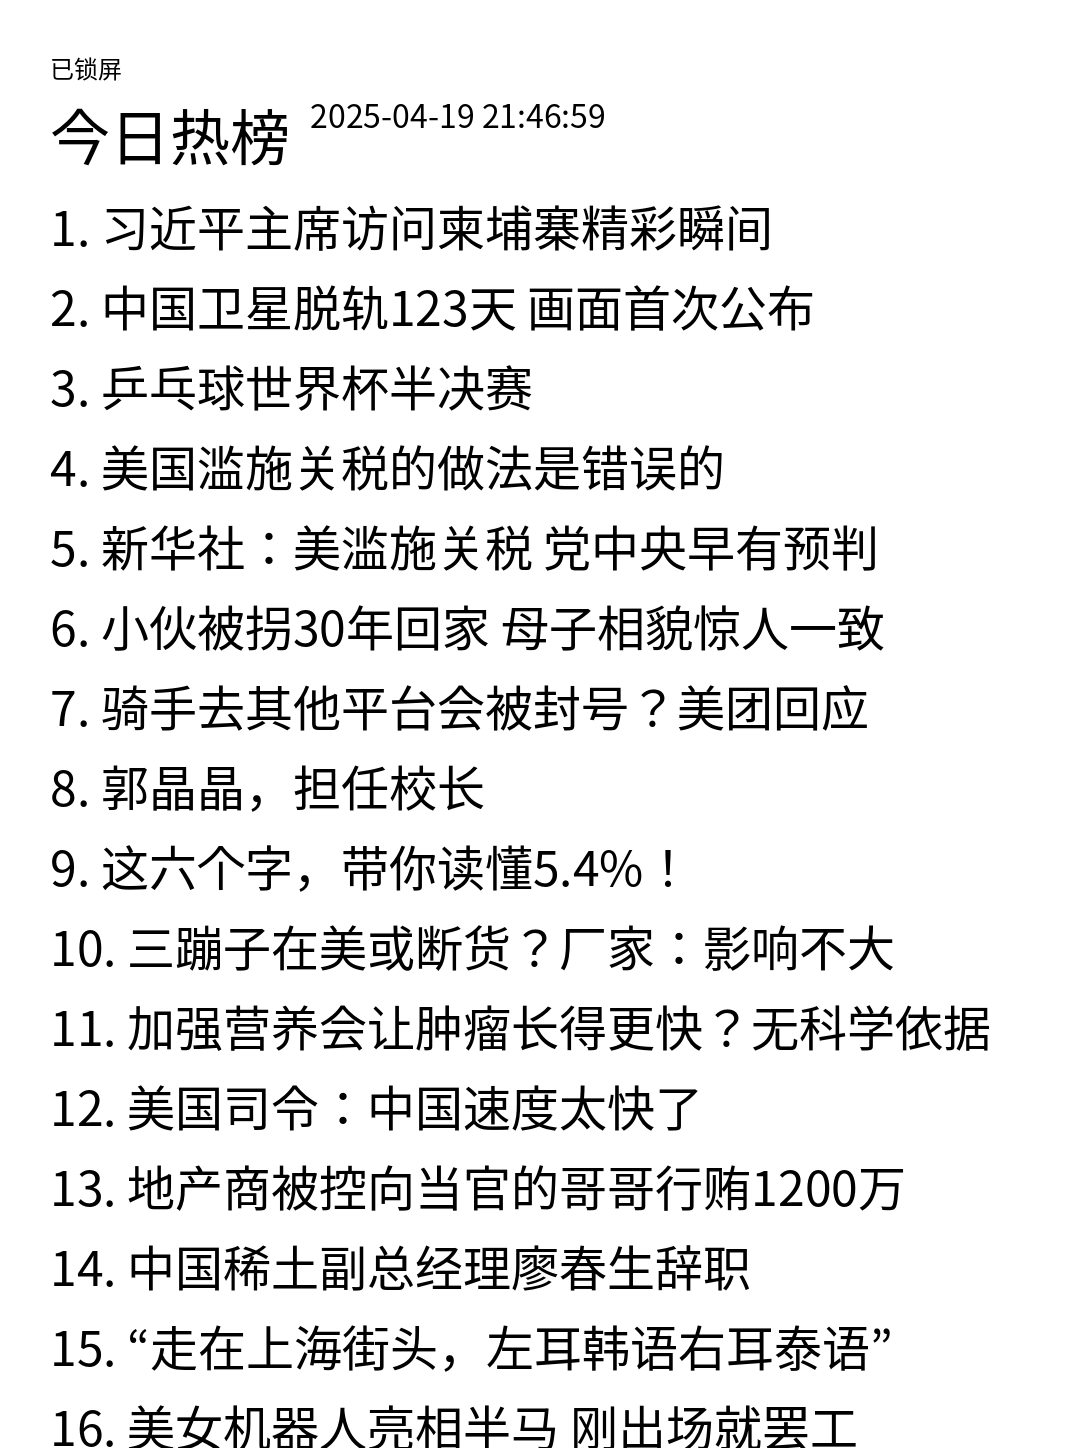 已锁屏
今日热榜 2025-04-19 21:46:59
1. 习近平主席访问柬埔寨精彩瞬间
2. 中国卫星脱轨123天 画面首次公布
3. 乒乓球世界杯半决赛
4. 美国滥施关税的做法是错误的
5. 新华社：美滥施关税 党中央早有预判
6. 小伙被拐30年回家 母子相貌惊人一致
7. 骑手去其他平台会被封号？美团回应
8. 郭晶晶，担任校长
9. 这六个字，带你读懂5.4%！
10. 三蹦子在美或断货？厂家：影响不大
11. 加强营养会让肿瘤长得更快？无科学依据
12. 美国司令：中国速度太快了
13. 地产商被控向当官的哥哥行贿1200万
14. 中国稀土副总经理廖春生辞职
15. “走在上海街头，左耳韩语右耳泰语”
16. 美女机器人亮相半马 刚出场就罢工